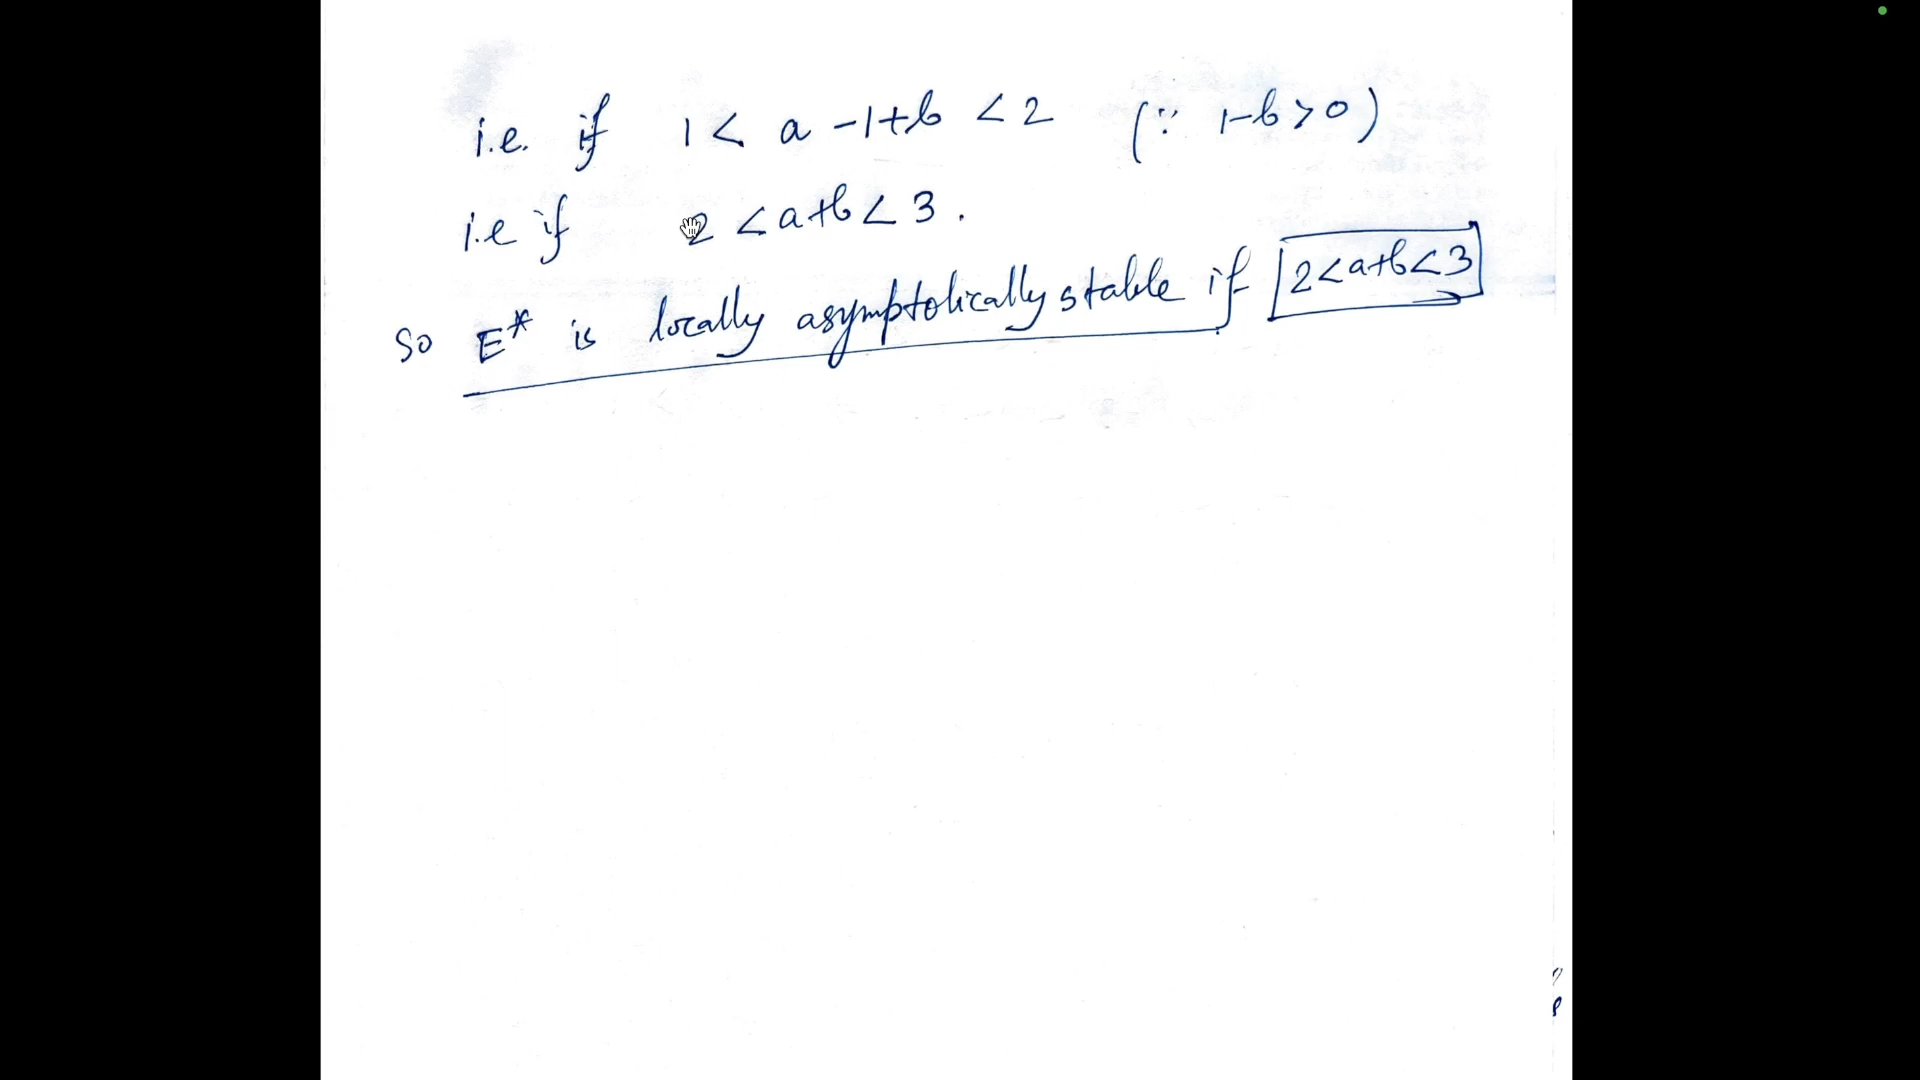 i.e. if 1 < a -1+b < 2 (∵ 1-b > 0)
i.e if 2 < a+b < 3.
So E* is locally asymptotically stable if 2 < a+b < 3